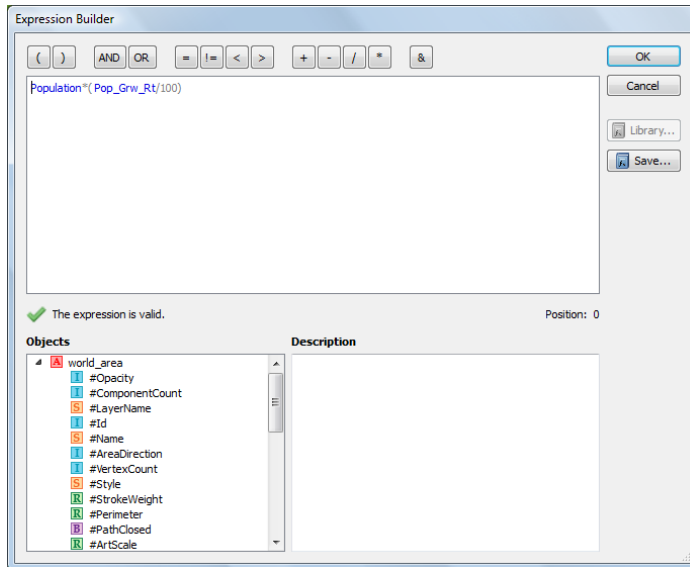 Expression Builder
( ) AND OR = != < > + - / * & OK
Population*( Pop_Grw_Rt/100)
Cancel
Library...
Save...
The expression is valid.
Position: 0
Objects
Description
A world_area
I #Opacity
I #ComponentCount
S #LayerName
I #Id
S #Name
I #AreaDirection
I #VertexCount
S #Style
R #StrokeWeight
R #Perimeter
B #PathClosed
R #ArtScale